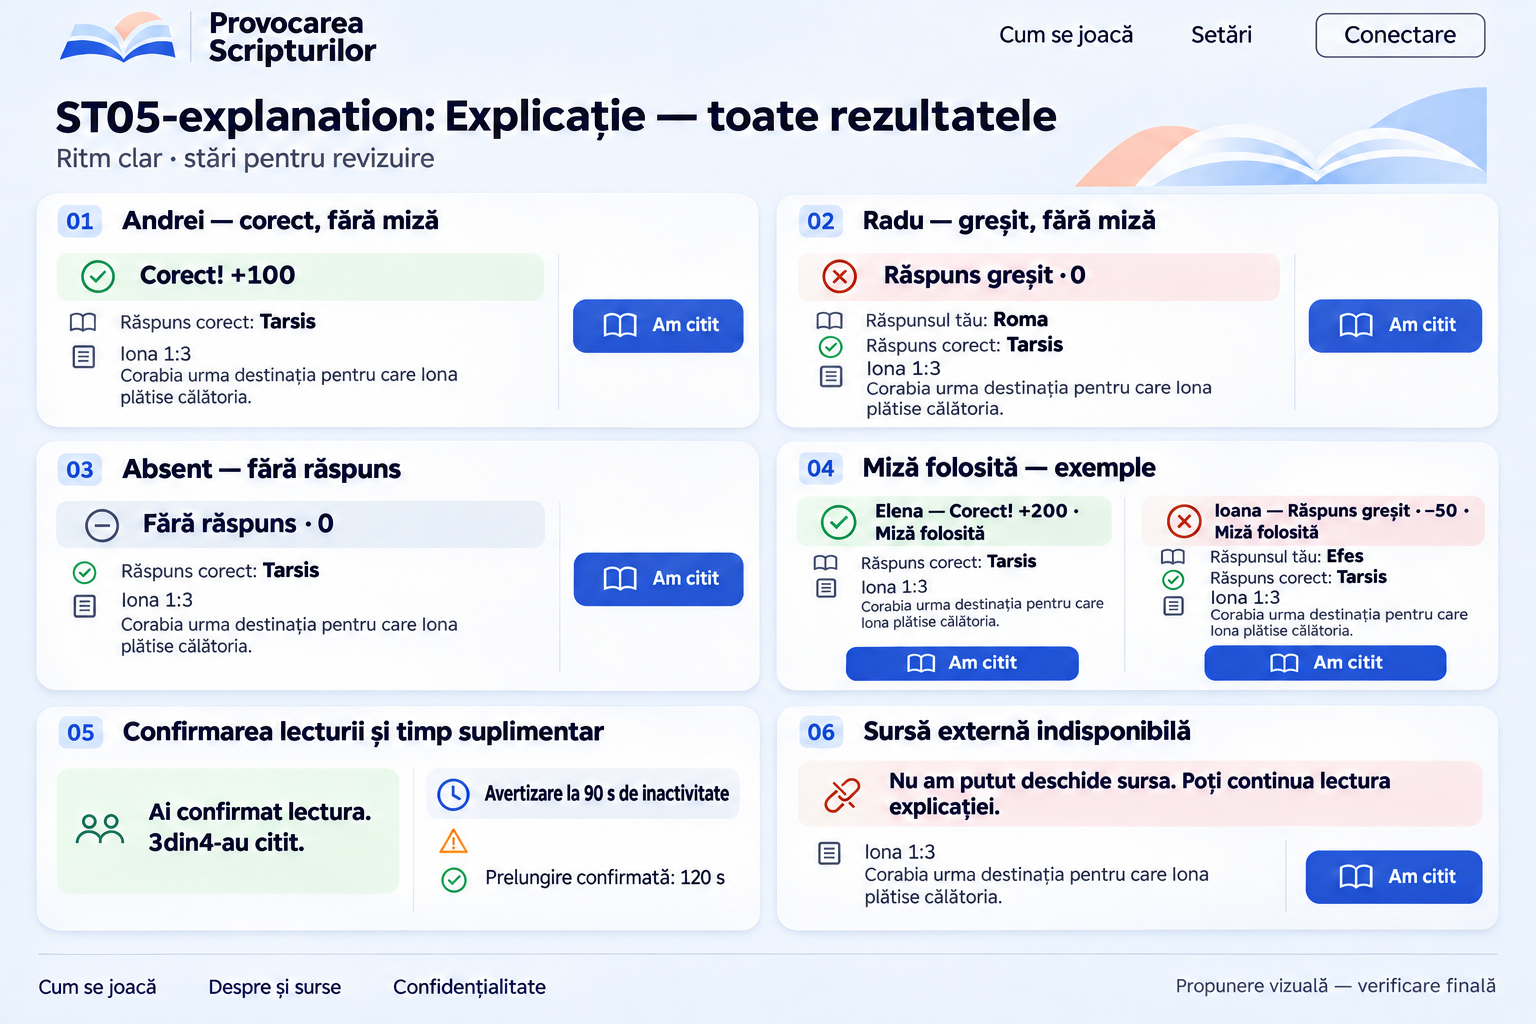 Provocarea
Scripturilor
Cum se joacă
Setări
Conectare
ST05-explanation: Explicație — toate rezultatele
Ritm clar · stări pentru revizuire
01 Andrei — corect, fără miză
Corect! +100
Răspuns corect: Tarsis
Iona 1:3
Corabia urma destinația pentru care Iona
plătise călătoria.
Am citit
02 Radu — greșit, fără miză
Răspuns greșit · 0
Răspunsul tău: Roma
Răspuns corect: Tarsis
Iona 1:3
Corabia urma destinația pentru care Iona
plătise călătoria.
Am citit
03 Absent — fără răspuns
Fără răspuns · 0
Răspuns corect: Tarsis
Iona 1:3
Corabia urma destinația pentru care Iona
plătise călătoria.
Am citit
04 Miză folosită — exemple
Elena — Corect! +200 ·
Miză folosită
Răspuns corect: Tarsis
Iona 1:3
Corabia urma destinația pentru care
Iona plătise călătoria.
Am citit
Ioana — Răspuns greșit · −50 ·
Miză folosită
Răspunsul tău: Efes
Răspuns corect: Tarsis
Iona 1:3
Corabia urma destinația pentru care
Iona plătise călătoria.
Am citit
05 Confirmarea lecturii și timp suplimentar
Ai confirmat lectura.
3din4-au citit.
Avertizare la 90 s de inactivitate
Prelungire confirmată: 120 s
06 Sursă externă indisponibilă
Nu am putut deschide sursa. Poți continua lectura
explicației.
Iona 1:3
Corabia urma destinația pentru care Iona
plătise călătoria.
Am citit
Cum se joacă
Despre și surse
Confidențialitate
Propunere vizuală — verificare finală